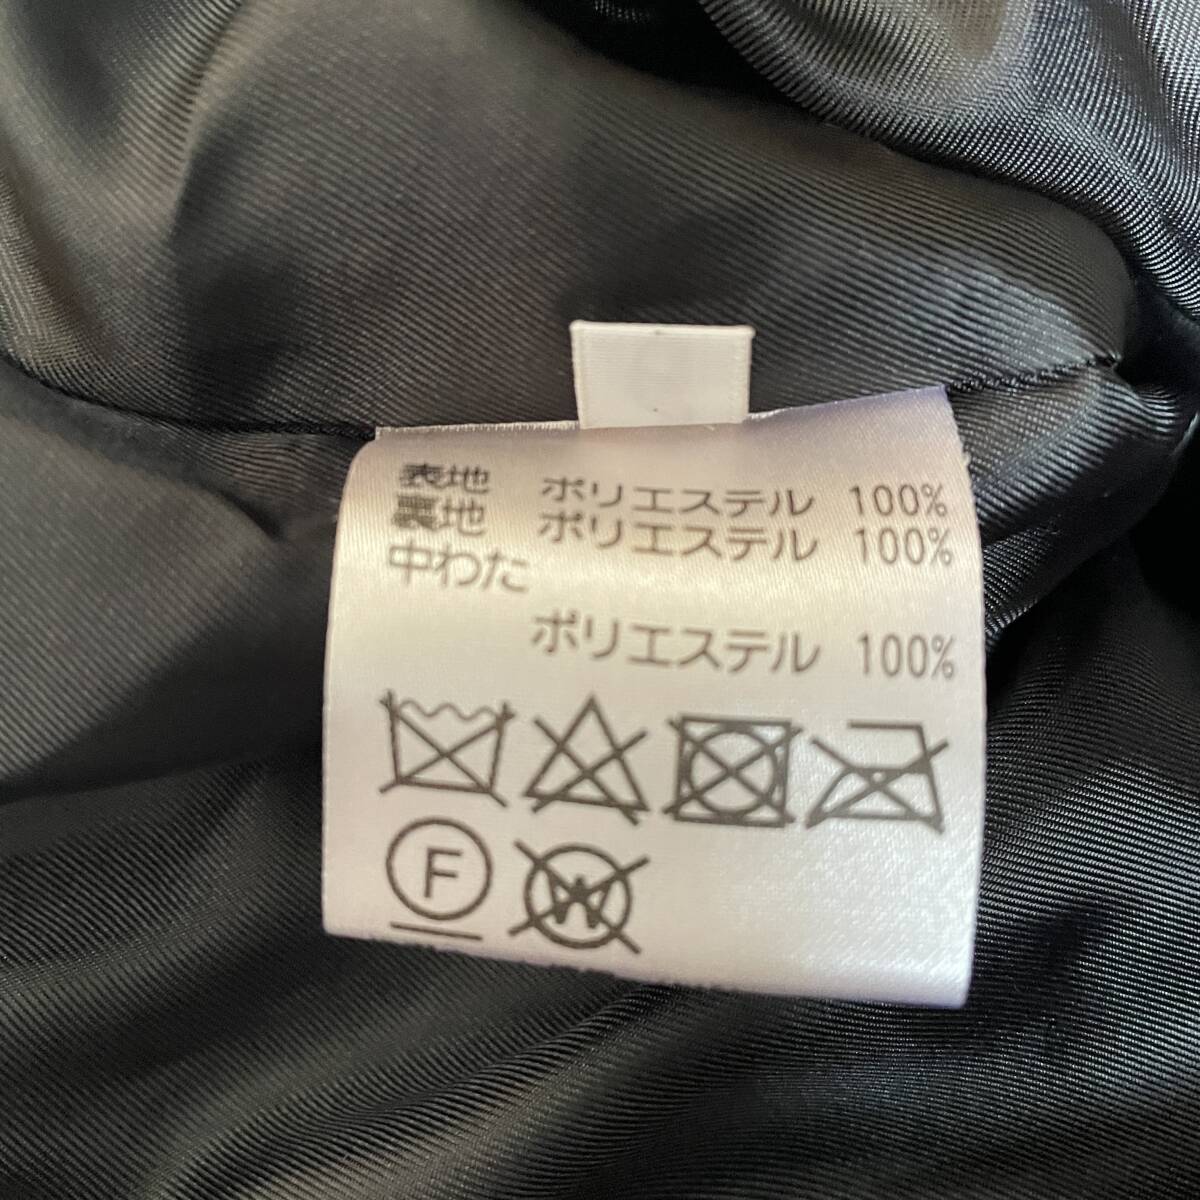 表地 ポリエステル 100%
裏地 ポリエステル 100%
中わた
ポリエステル 100%
F W